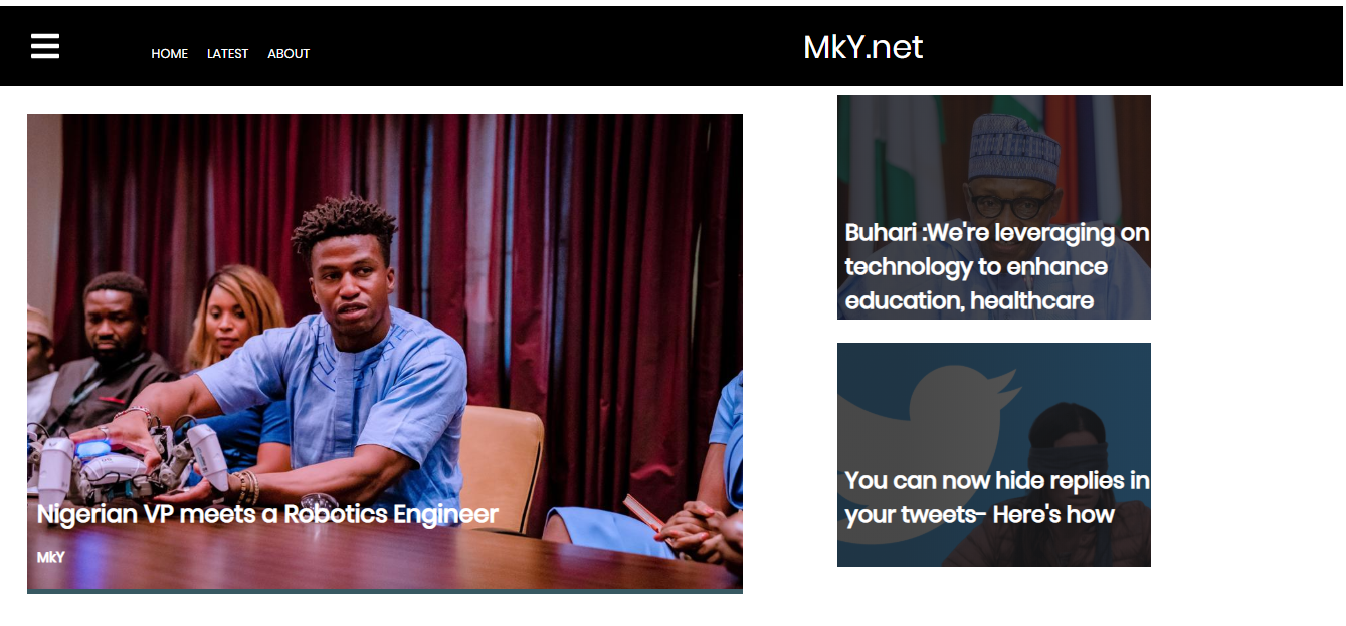 HOME LATEST ABOUT
MkY.net
Nigerian VP meets a Robotics Engineer
MkY
Buhari :We're leveraging on
technology to enhance
education, healthcare
You can now hide replies in
your tweets- Here's how